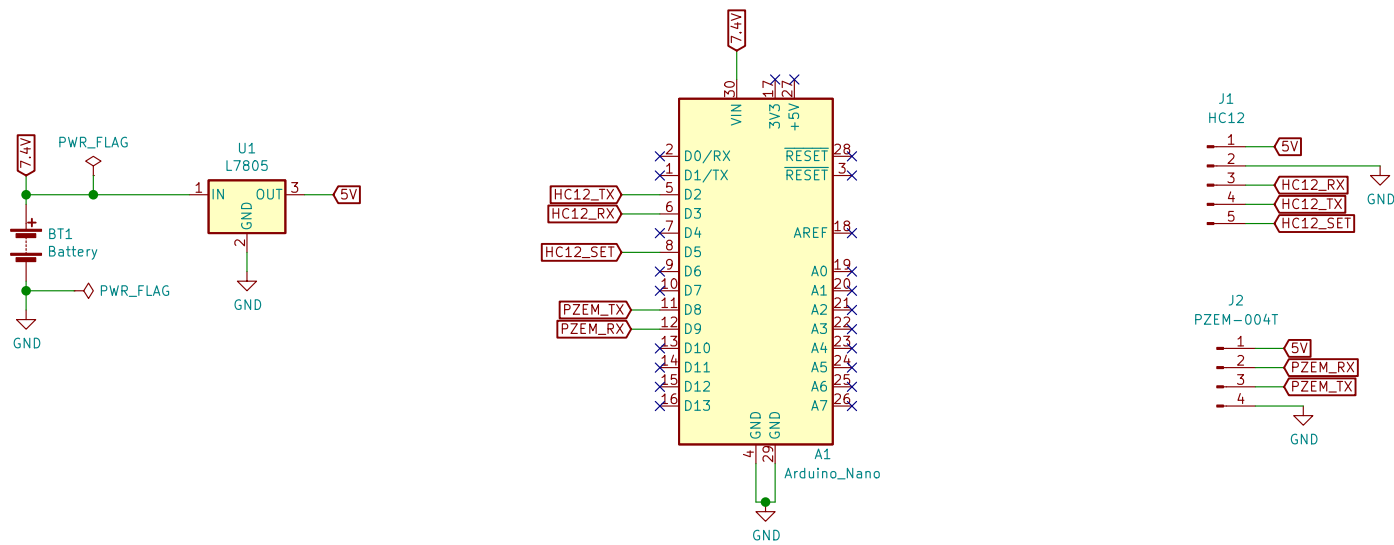 7.4V
PWR_FLAG
U1
L7805
1 IN OUT 3
GND
2
5V
BT1
Battery
PWR_FLAG
GND
GND
7.4V
30
17
27
VIN
3V3
+5V
2 D0/RX RESET 28
1 D1/TX RESET 3
HC12_TX 5 D2
HC12_RX 6 D3
7 D4 AREF 18
HC12_SET 8 D5
9 D6 A0 19
10 D7 A1 20
PZEM_TX 11 D8 A2 21
PZEM_RX 12 D9 A3 22
13 D10 A4 23
14 D11 A5 24
15 D12 A6 25
16 D13 A7 26
GND
GND
4
29
A1
Arduino_Nano
GND
J1
HC12
1 5V
2
3 HC12_RX
4 HC12_TX
5 HC12_SET
GND
J2
PZEM-004T
1 5V
2 PZEM_RX
3 PZEM_TX
4
GND